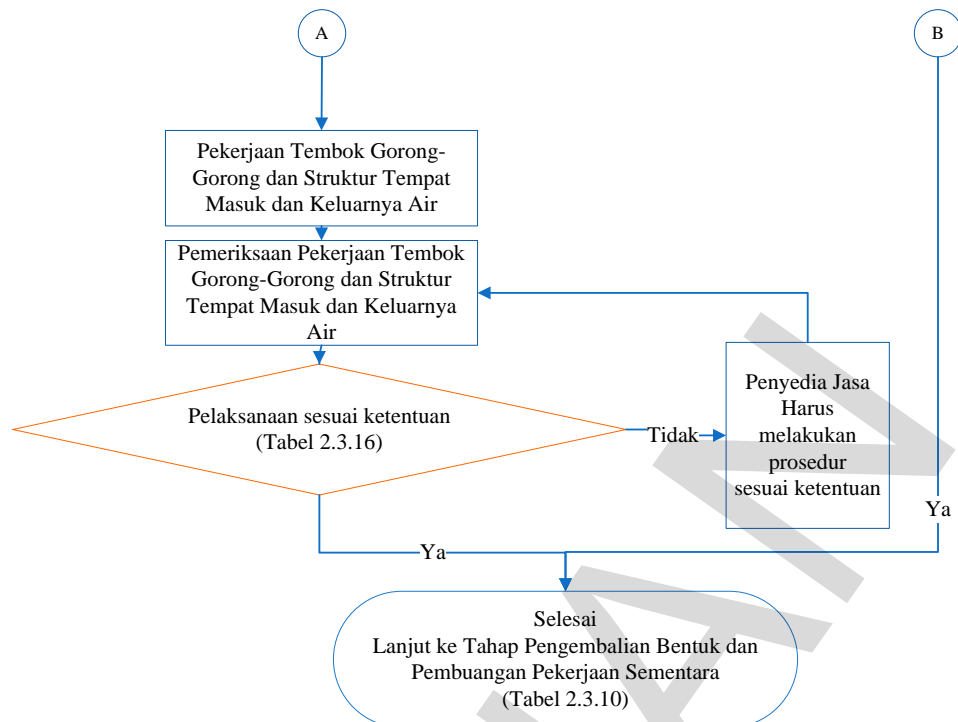 A
B
Pekerjaan Tembok Gorong-
Gorong dan Struktur Tempat
Masuk dan Keluarnya Air
Pemeriksaan Pekerjaan Tembok
Gorong-Gorong dan Struktur
Tempat Masuk dan Keluarnya
Air
Pelaksanaan sesuai ketentuan
(Tabel 2.3.16)
Tidak
Penyedia Jasa
Harus
melakukan
prosedur
sesuai ketentuan
Ya
Ya
Selesai
Lanjut ke Tahap Pengembalian Bentuk dan
Pembuangan Pekerjaan Sementara
(Tabel 2.3.10)